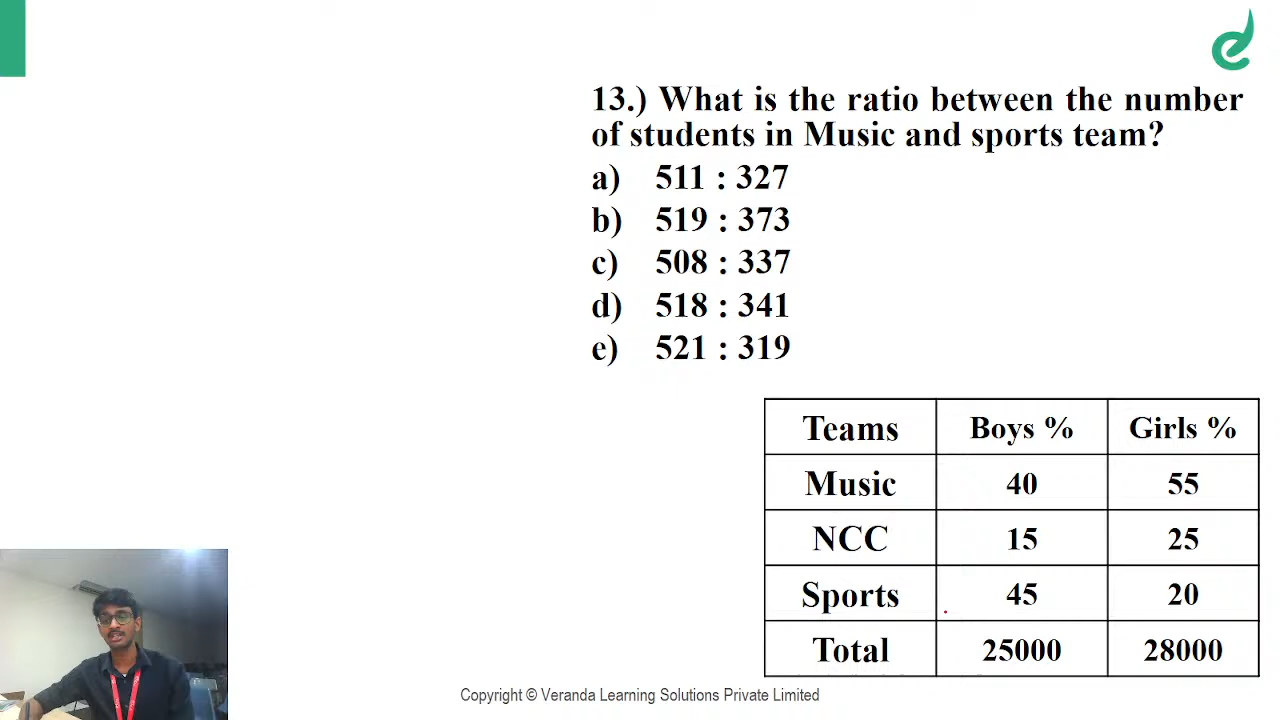 13.) What is the ratio between the number
of students in Music and sports team?
a) 511 : 327
b) 519 : 373
c) 508 : 337
d) 518 : 341
e) 521 : 319
Teams Boys % Girls %
Music 40 55
NCC 15 25
Sports 45 20
Total 25000 28000
Copyright © Veranda Learning Solutions Private Limited